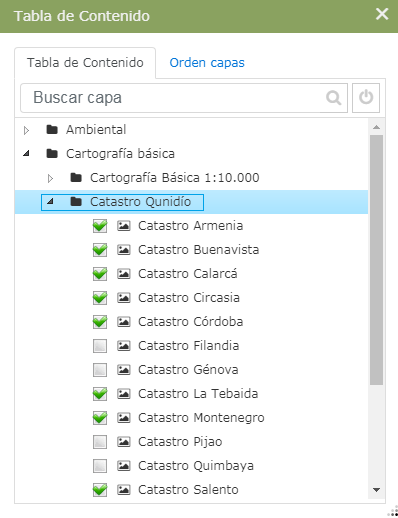 Tabla de Contenido
Tabla de Contenido
Orden capas
Buscar capa
Ambiental
Cartografía básica
Cartografía Básica 1:10.000
Catastro Qunidío
Catastro Armenia
Catastro Buenavista
Catastro Calarcá
Catastro Circasia
Catastro Córdoba
Catastro Filandia
Catastro Génova
Catastro La Tebaida
Catastro Montenegro
Catastro Pijao
Catastro Quimbaya
Catastro Salento